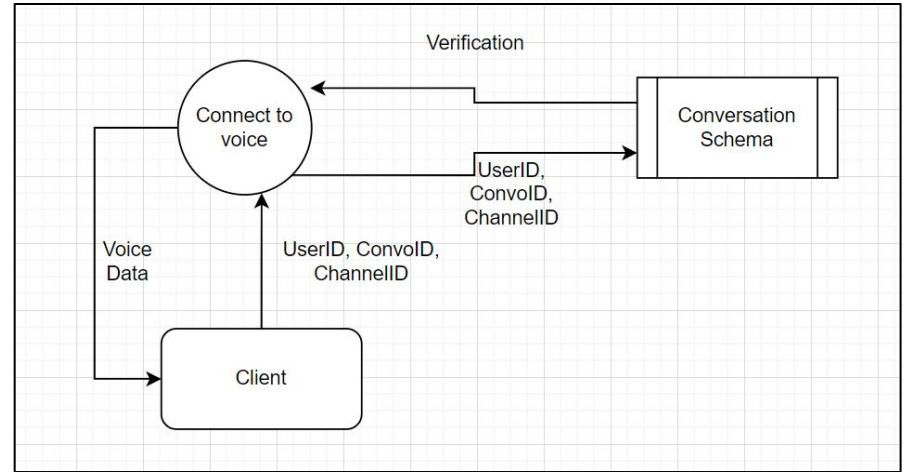 Verification
Connect to
voice
Conversation
Schema
UserID,
ConvoID,
ChannelID
Voice
Data
UserID, ConvoID,
ChannelID
Client